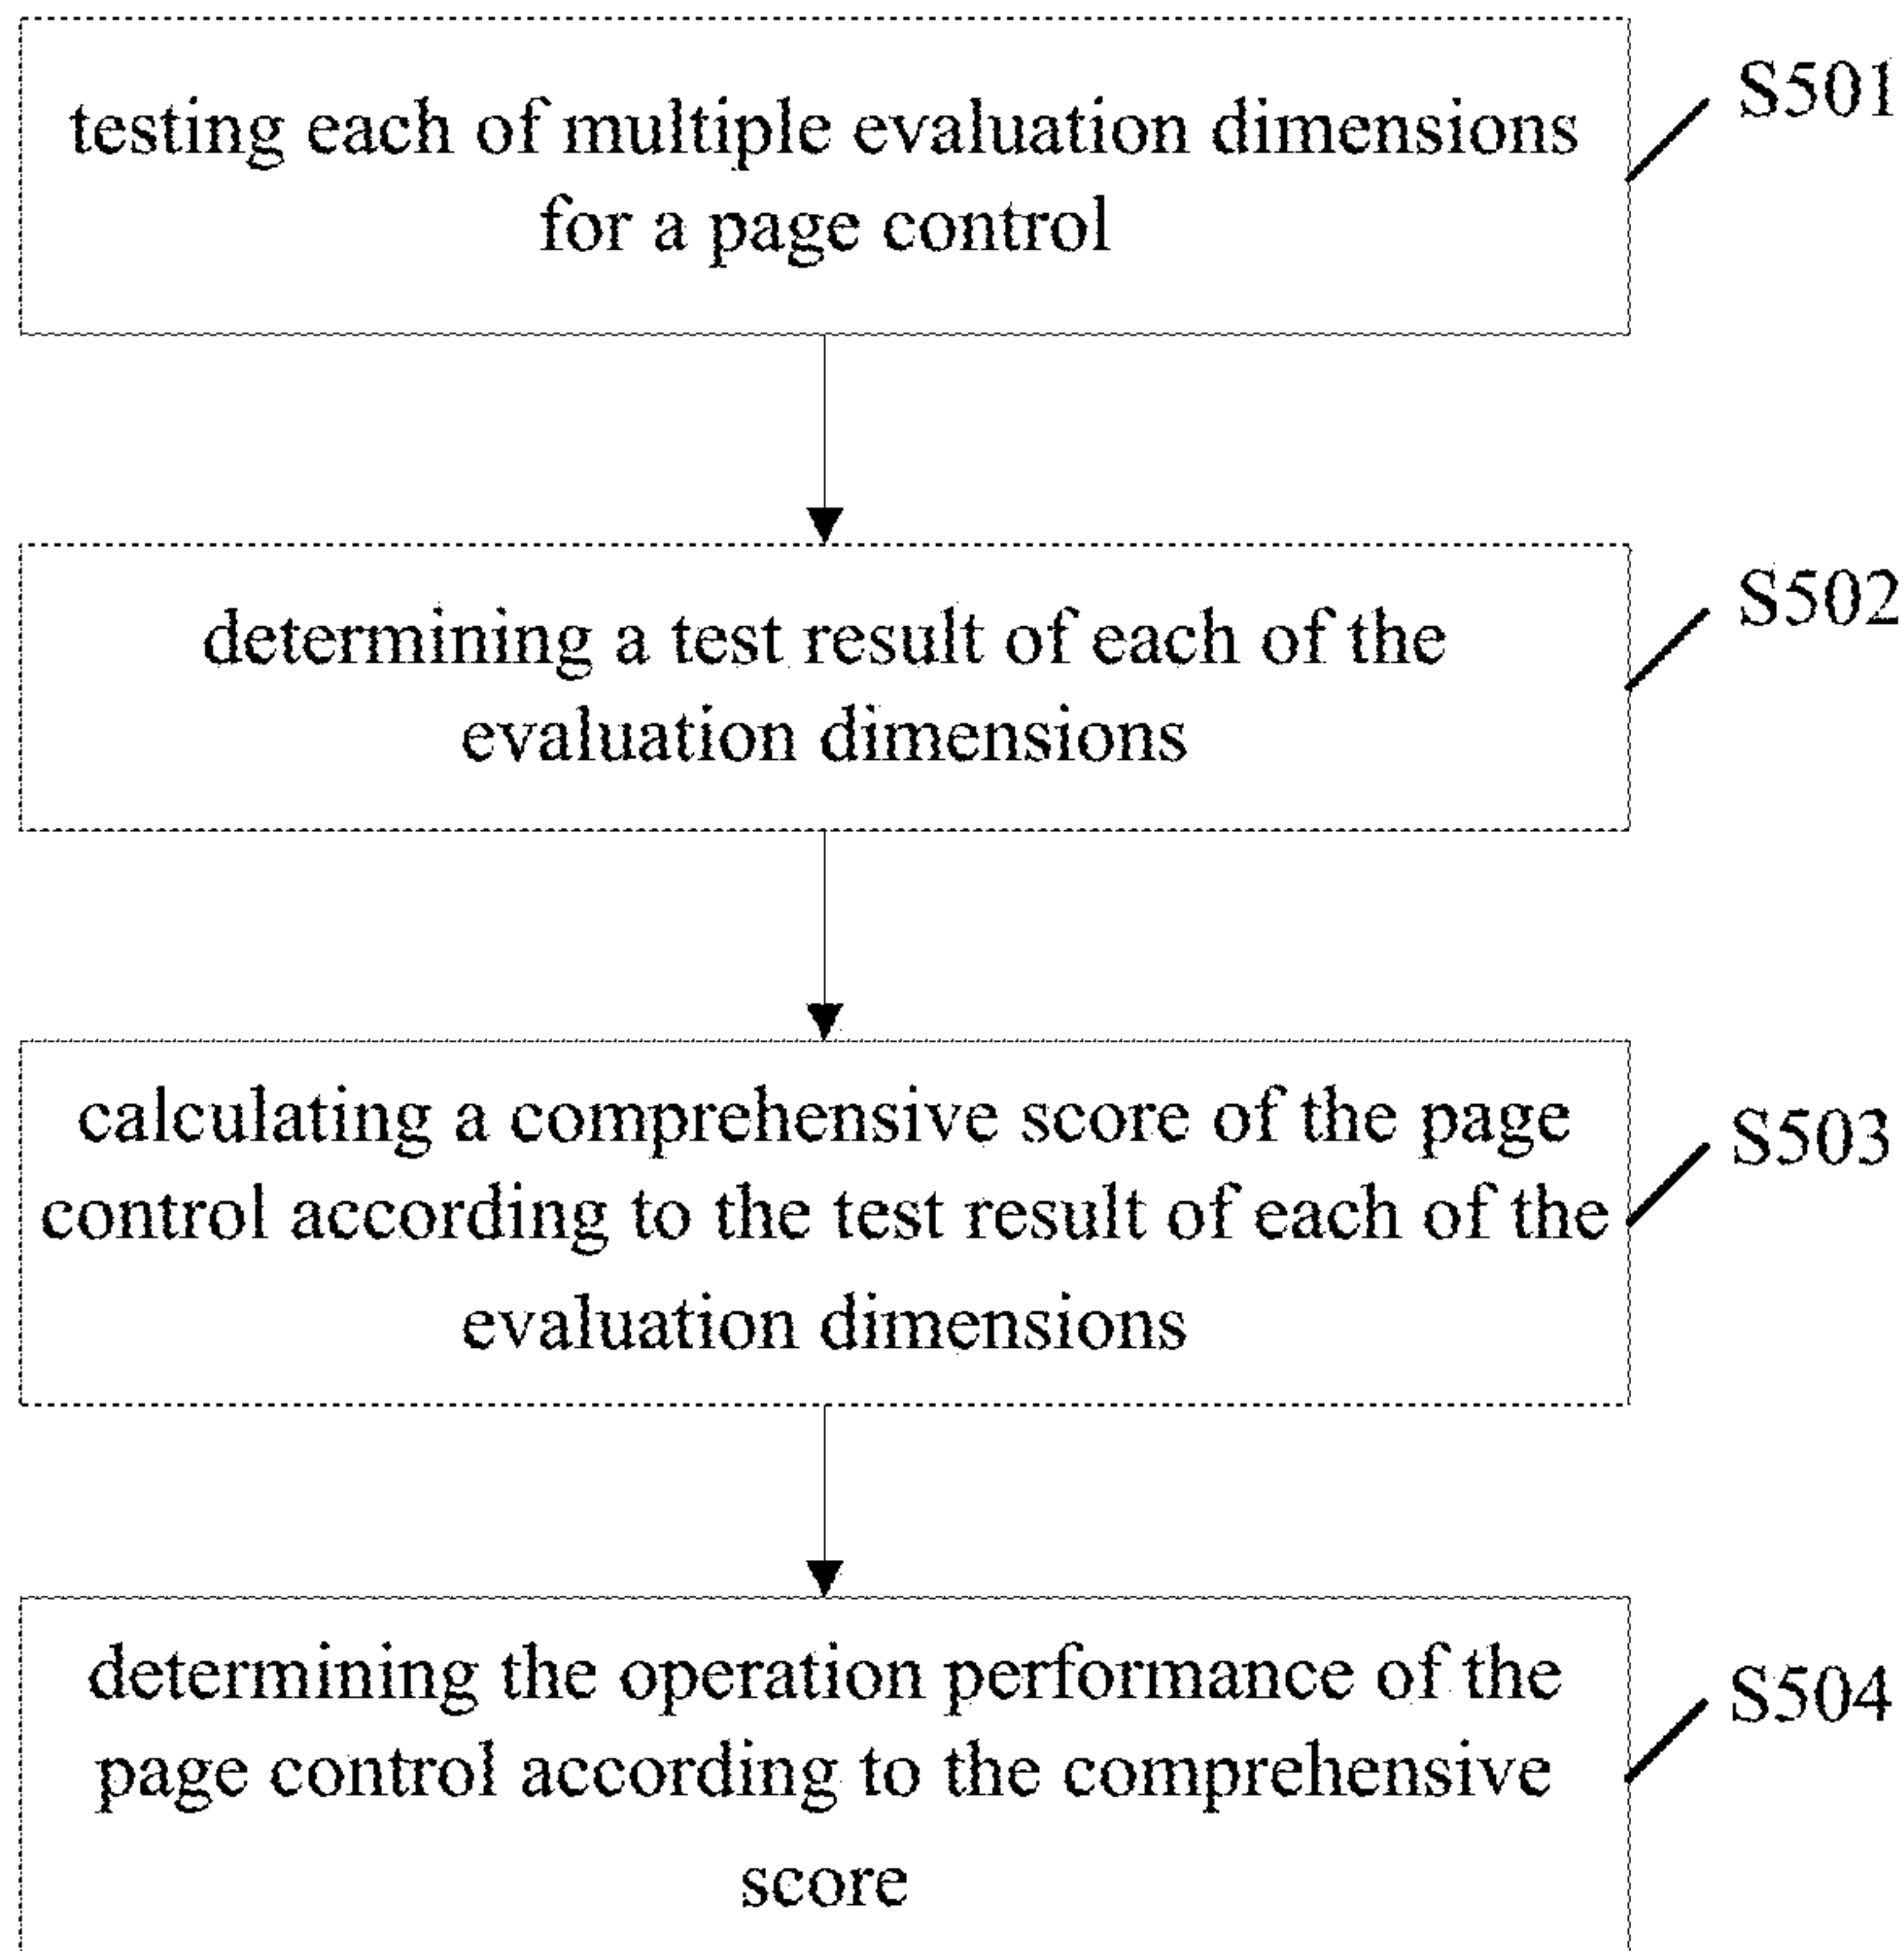 testing each of multiple evaluation dimensions
for a page control
S501
determining a test result of each of the
evaluation dimensions
S502
calculating a comprehensive score of the page
control according to the test result of each of the
evaluation dimensions
S503
determining the operation performance of the
page control according to the comprehensive
score
S504